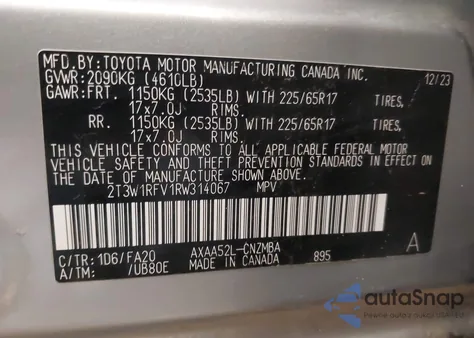 MFD.BY:TOYOTA MOTOR MANUFACTURING CANADA INC.
GVWR:2090KG (4610LB) 12/23
GAWR:FRT. 1150KG (2535LB) WITH 225/65R17 TIRES,
17x7.0J RIMS.
RR. 1150KG (2535LB) WITH 225/65R17 TIRES,
17x7.0J RIMS.
THIS VEHICLE CONFORMS TO ALL APPLICABLE FEDERAL MOTOR
VEHICLE SAFETY AND THEFT PREVENTION STANDARDS IN EFFECT
ON THE DATE OF MANUFACTURE SHOWN ABOVE.
2T3W1RFV1RW314067 MPV
C/TR:1D6/FA20 AXAA52L-CNZMBA A
A/TM: /UB80E MADE IN CANADA 895
autoSnap